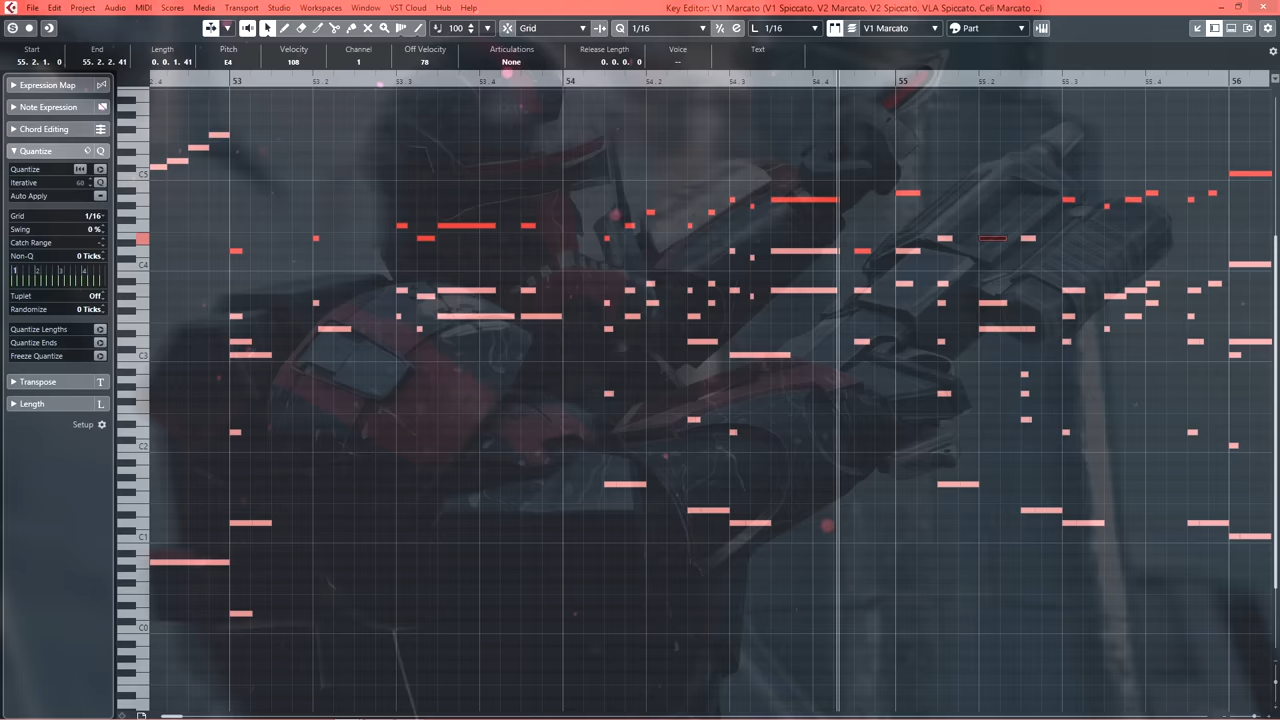 File Edit Project Audio MIDI Scores Media Transport Studio Workspaces Window VST Cloud Hub Help Key Editor: V1 Marcato (V1 Spiccato, V2 Marcato, V2 Spiccato, VLA Spiccato, Celi Marcato ...)
100 Grid 1/16 1/16 V1 Marcato Part
Start End Length Pitch Velocity Channel Off Velocity Articulations Release Length Voice Text
55. 2. 1. 0 55. 2. 2. 41 0. 0. 1. 41 E4 108 1 78 None 0. 0. 0. 0 --
2. 4 53 53. 2 53. 3 53. 4 54 54. 2 54. 3 54. 4 55 55. 2 55. 3 55. 4 56
Expression Map
Note Expression
Chord Editing
Quantize Q
Quantize
Iterative 60
Auto Apply
Grid 1/16
Swing 0 %
Catch Range -
Non-Q 0 Ticks
1 2 3 4
Tuplet Off
Randomize 0 Ticks
Quantize Lengths
Quantize Ends
Freeze Quantize
Transpose T
Length L
Setup
C5
C4
C3
C2
C1
C0